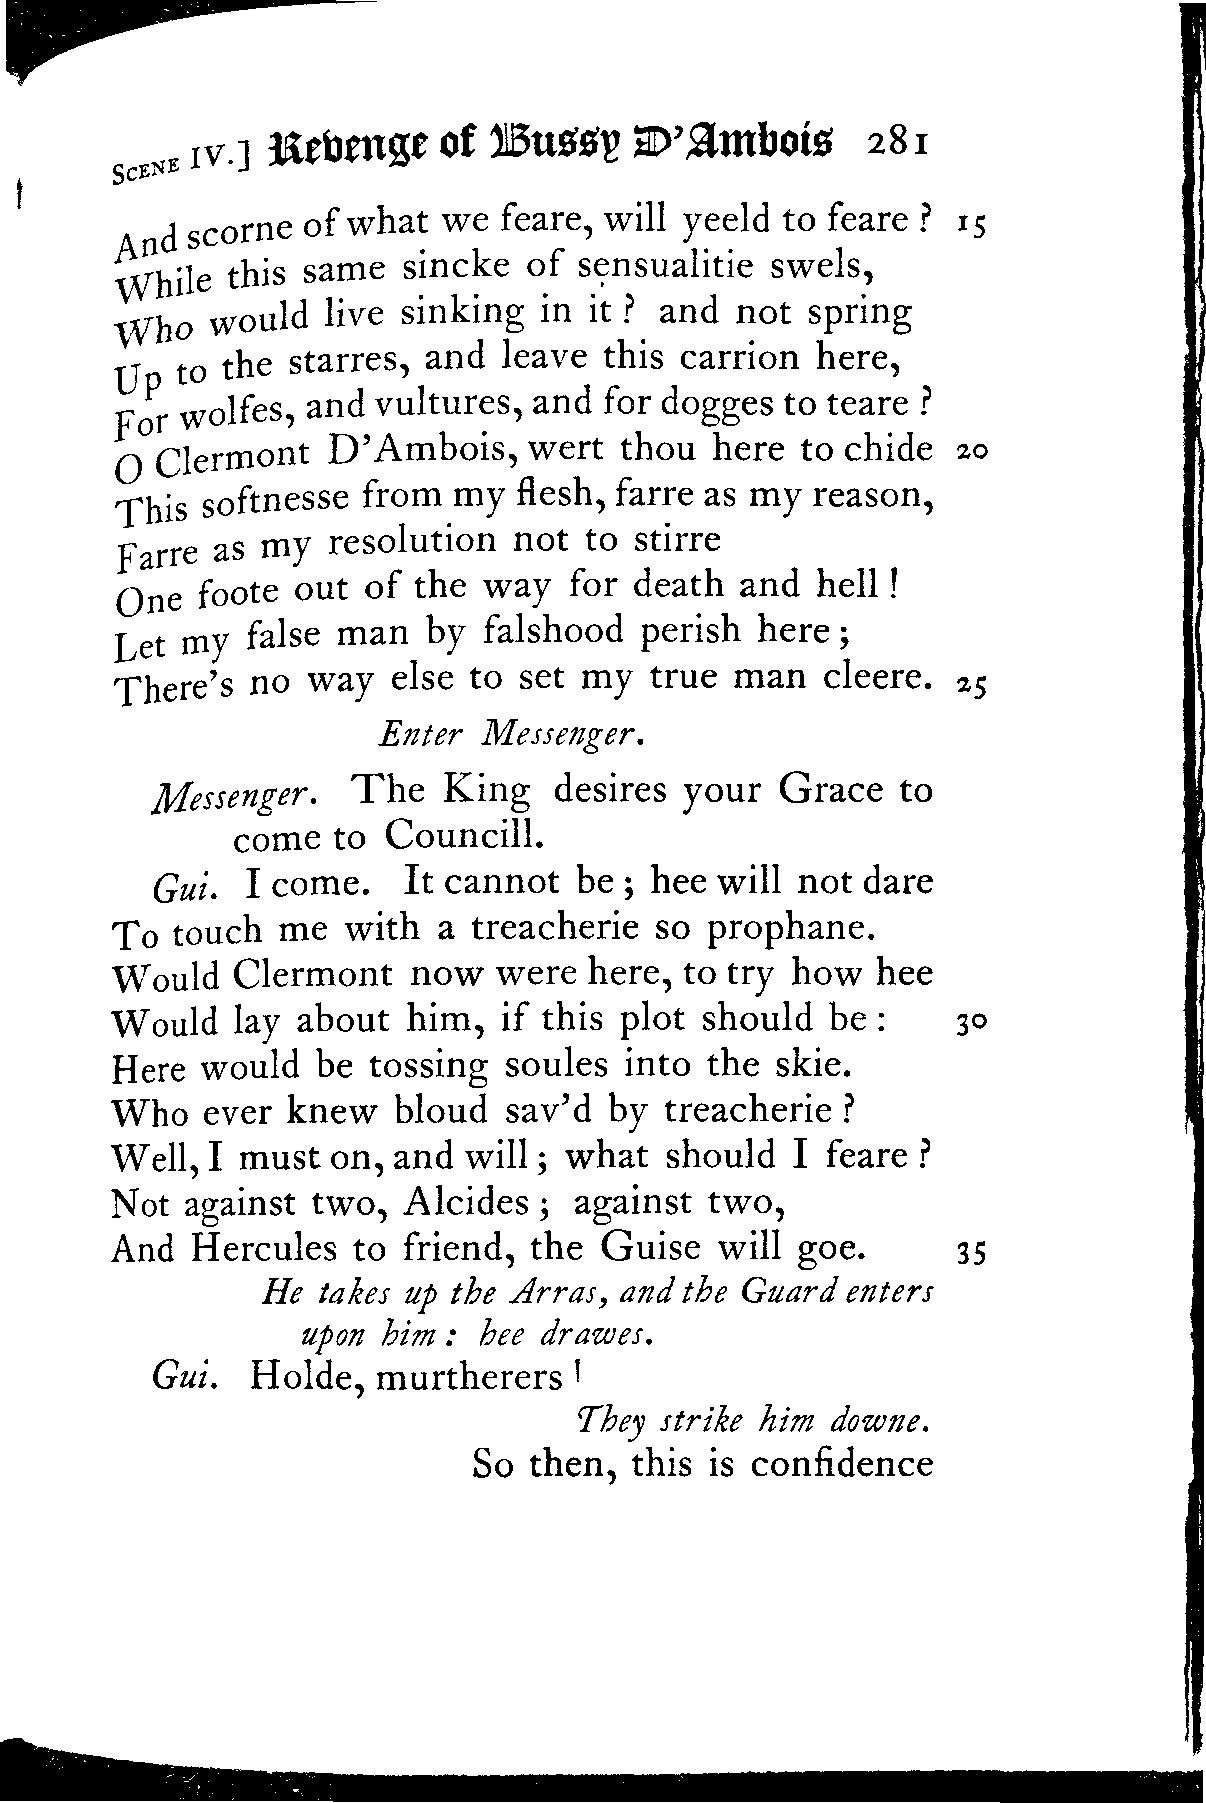 SCENE IV.] Revenge of Bussy D'Ambois 281
And scorne of what we feare, will yeeld to feare ? 15
While this same sincke of sensualitie swels,
Who would live sinking in it ? and not spring
Up to the starres, and leave this carrion here,
For wolfes, and vultures, and for dogges to teare ?
O Clermont D'Ambois, wert thou here to chide 20
This softnesse from my flesh, farre as my reason,
Farre as my resolution not to stirre
One foote out of the way for death and hell !
Let my false man by falshood perish here ;
There's no way else to set my true man cleere. 25
Enter Messenger.
Messenger. The King desires your Grace to
come to Councill.
Gui. I come. It cannot be ; hee will not dare
To touch me with a treacherie so prophane.
Would Clermont now were here, to try how hee
Would lay about him, if this plot should be : 30
Here would be tossing soules into the skie.
Who ever knew bloud sav'd by treacherie ?
Well, I must on, and will ; what should I feare ?
Not against two, Alcides ; against two,
And Hercules to friend, the Guise will goe. 35
He takes up the Arras, and the Guard enters
upon him : hee drawes.
Gui. Holde, murtherers !
They strike him downe.
So then, this is confidence